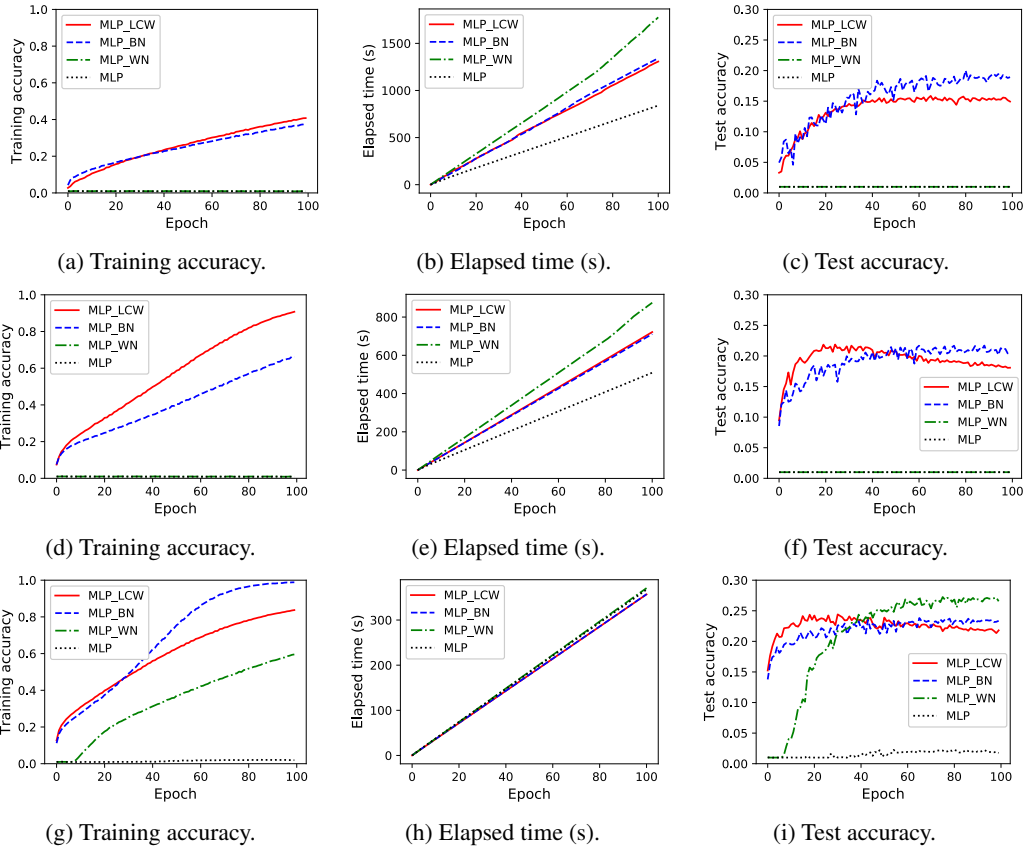 1.0
0.8
0.6
0.4
0.2
0.0
Training accuracy
0 20 40 60 80 100
Epoch
MLP_LCW
MLP_BN
MLP_WN
MLP
1500
1000
500
0
Elapsed time (s)
0 20 40 60 80 100
Epoch
MLP_LCW
MLP_BN
MLP_WN
MLP
0.30
0.25
0.20
0.15
0.10
0.05
0.00
Test accuracy
0 20 40 60 80 100
Epoch
MLP_LCW
MLP_BN
MLP_WN
MLP
(a) Training accuracy.
(b) Elapsed time (s).
(c) Test accuracy.
1.0
0.8
0.6
0.4
0.2
0.0
Training accuracy
0 20 40 60 80 100
Epoch
MLP_LCW
MLP_BN
MLP_WN
MLP
800
600
400
200
0
Elapsed time (s)
0 20 40 60 80 100
Epoch
MLP_LCW
MLP_BN
MLP_WN
MLP
0.30
0.25
0.20
0.15
0.10
0.05
0.00
Test accuracy
0 20 40 60 80 100
Epoch
MLP_LCW
MLP_BN
MLP_WN
MLP
(d) Training accuracy.
(e) Elapsed time (s).
(f) Test accuracy.
1.0
0.8
0.6
0.4
0.2
0.0
Training accuracy
0 20 40 60 80 100
Epoch
MLP_LCW
MLP_BN
MLP_WN
MLP
300
200
100
0
Elapsed time (s)
0 20 40 60 80 100
Epoch
MLP_LCW
MLP_BN
MLP_WN
MLP
0.30
0.25
0.20
0.15
0.10
0.05
0.00
Test accuracy
0 20 40 60 80 100
Epoch
MLP_LCW
MLP_BN
MLP_WN
MLP
(g) Training accuracy.
(h) Elapsed time (s).
(i) Test accuracy.